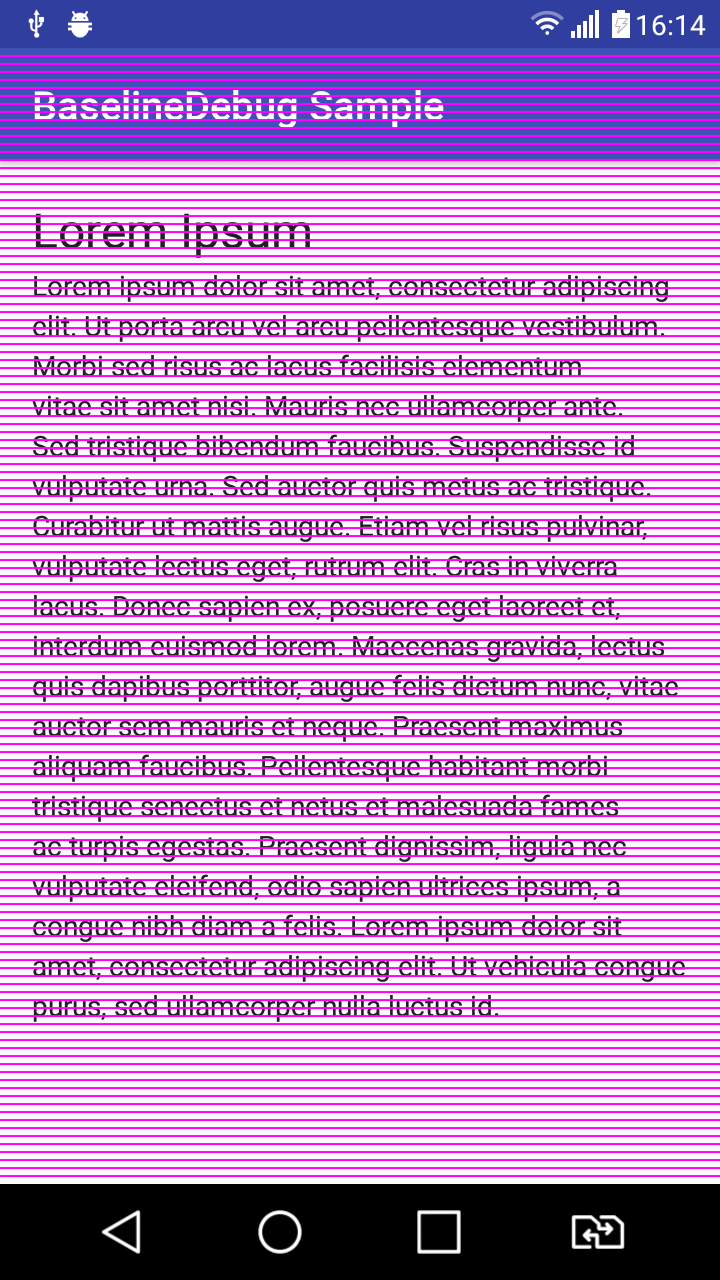 16:14
BaselineDebug Sample
Lorem Ipsum
Lorem ipsum dolor sit amet, consectetur adipiscing
elit. Ut porta arcu vel arcu pellentesque vestibulum.
Morbi sed risus ac lacus facilisis elementum
vitae sit amet nisi. Mauris nec ullamcorper ante.
Sed tristique bibendum faucibus. Suspendisse id
vulputate urna. Sed auctor quis metus ac tristique.
Curabitur ut mattis augue. Etiam vel risus pulvinar,
vulputate lectus eget, rutrum elit. Cras in viverra
lacus. Donec sapien ex, posuere eget laoreet et,
interdum euismod lorem. Maecenas gravida, lectus
quis dapibus porttitor, augue felis dictum nunc, vitae
auctor sem mauris et neque. Praesent maximus
aliquam faucibus. Pellentesque habitant morbi
tristique senectus et netus et malesuada fames
ac turpis egestas. Praesent dignissim, ligula nec
vulputate eleifend, odio sapien ultrices ipsum, a
congue nibh diam a felis. Lorem ipsum dolor sit
amet, consectetur adipiscing elit. Ut vehicula congue
purus, sed ullamcorper nulla luctus id.